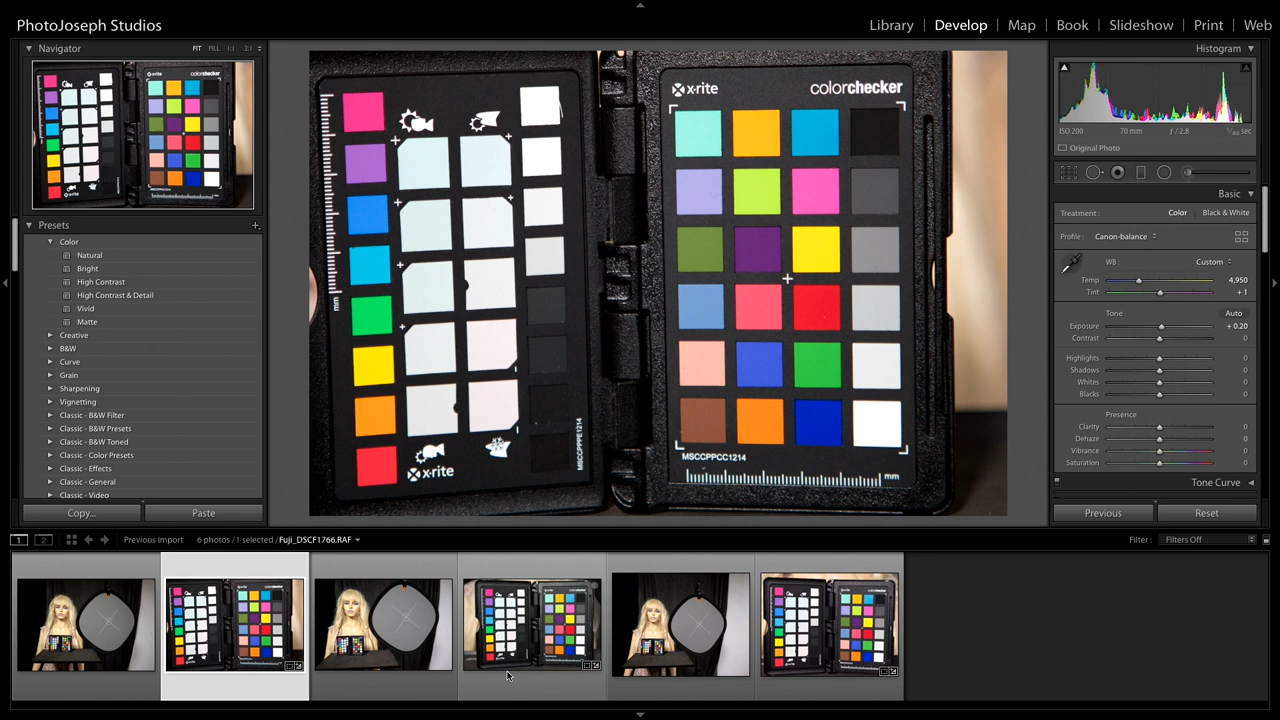 PhotoJoseph Studios
Library | Develop | Map | Book | Slideshow | Print | Web
Navigator FIT FILL 1:1 2:1
Presets +
Color
Natural
Bright
High Contrast
High Contrast & Detail
Vivid
Matte
Creative
B&W
Curve
Grain
Sharpening
Vignetting
Classic - B&W Filter
Classic - B&W Presets
Classic - B&W Toned
Classic - Color Presets
Classic - Effects
Classic - General
Classic - Video
Copy... Paste
x-rite colorchecker
mm
MSCCPPPE1214
x-rite
MSCCPPCC1214
mm
Histogram
ISO 200 70 mm ƒ / 2.8 sec
Original Photo
Basic
Treatment : Color | Black & White
Profile : Canon-balance
WB : Custom
Temp 4,950
Tint + 1
Tone Auto
Exposure + 0.20
Contrast 0
Highlights 0
Shadows 0
Whites 0
Blacks 0
Presence
Clarity 0
Dehaze 0
Vibrance 0
Saturation 0
Tone Curve
Previous Reset
1 2 Previous Import 6 photos / 1 selected / Fuji_DSCF1766.RAF Filter : Filters Off